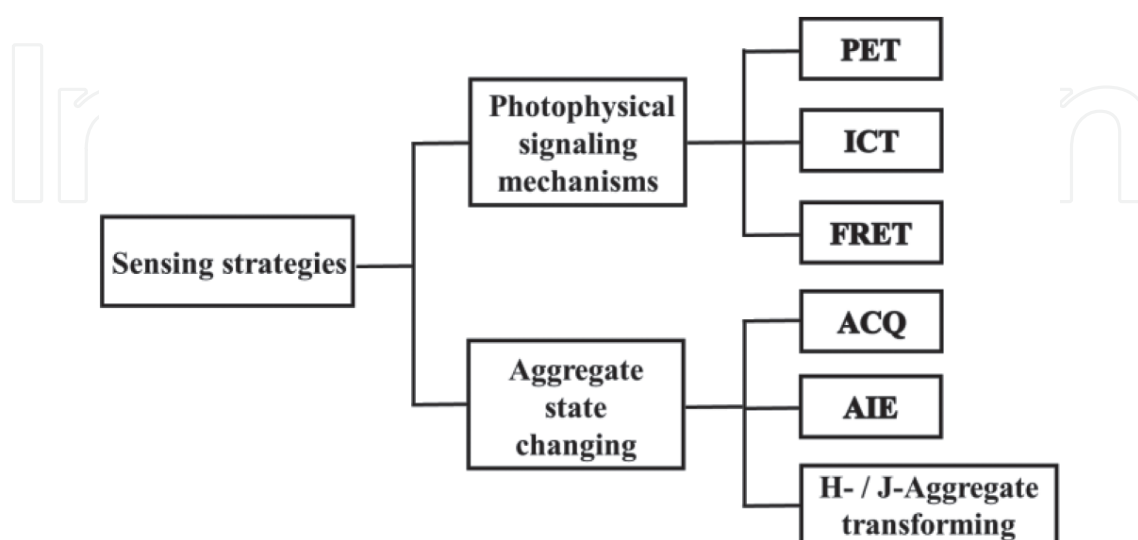 Sensing strategies
Photophysical
signaling
mechanisms
PET
ICT
FRET
Aggregate
state
changing
ACQ
AIE
H- / J-Aggregate
transforming